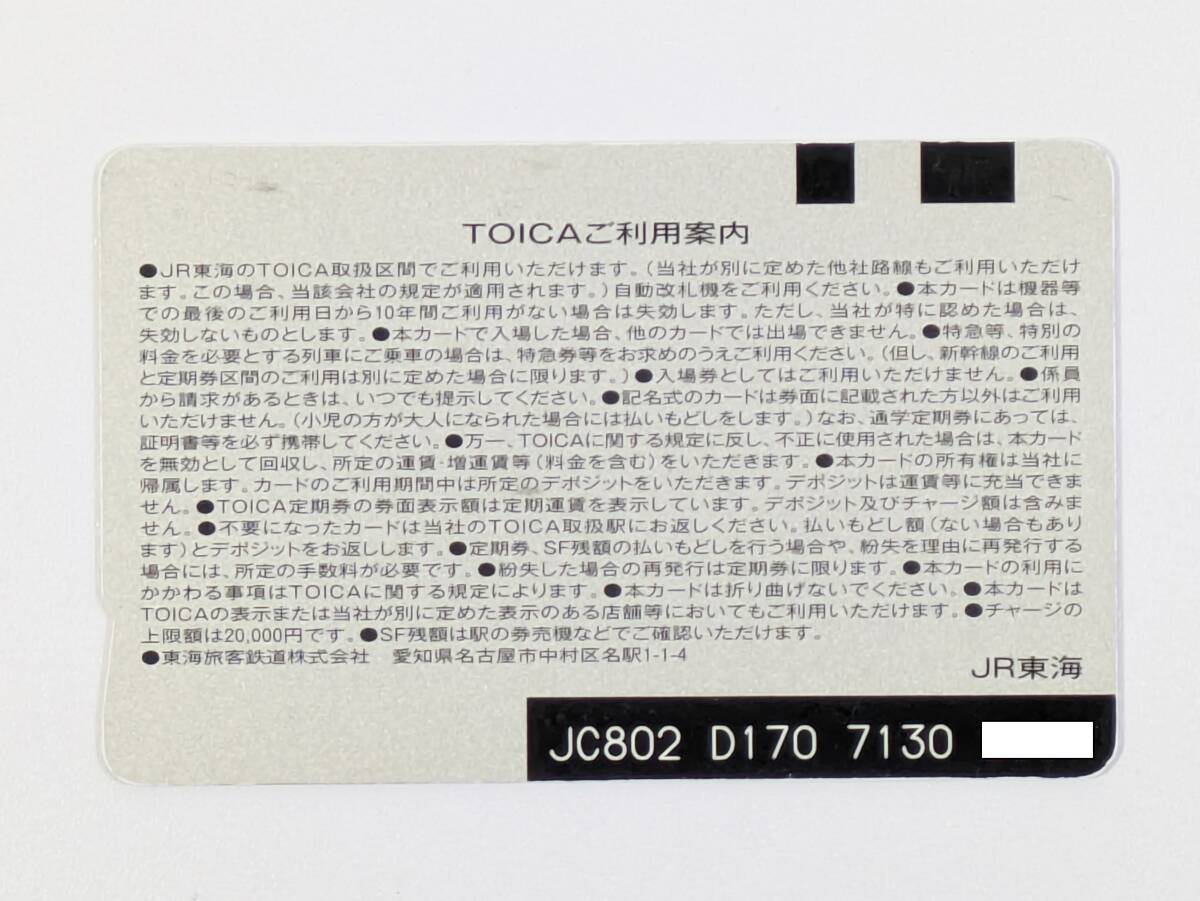 TOICAご利用案内
●JR東海のTOICA取扱区間でご利用いただけます。(当社が別に定めた他社路線もご利用いただけ
ます。この場合、当該会社の規定が適用されます。)自動改札機をご利用ください。●本カードは機器等
での最後のご利用日から10年間ご利用がない場合は失効します。ただし、当社が特に認めた場合は、
失効しないものとします。●本カードで入場した場合、他のカードでは出場できません。●特急等、特別の
料金を必要とする列車にご乗車の場合は、特急券等をお求めのうえご利用ください。(但し、新幹線のご利用
と定期券区間のご利用は別に定めた場合に限ります。)●入場券としてはご利用いただけません。●係員
から請求があるときは、いつでも提示してください。●記名式のカードは券面に記載された方以外はご利用
いただけません。(小児の方が大人になられた場合には払いもどしをします。)なお、通学定期券にあっては、
証明書等を必ず携帯してください。●万一、TOICAに関する規定に反し、不正に使用された場合は、本カード
を無効として回収し、所定の運賃・増運賃等(料金を含む)をいただきます。●本カードの所有権は当社に
帰属します。カードのご利用期間中は所定のデポジットをいただきます。デポジットは運賃等に充当できま
せん。●TOICA定期券の券面表示額は定期運賃を表示しています。デポジット及びチャージ額は含みま
せん。●不要になったカードは当社のTOICA取扱駅にお返しください。払いもどし額(ない場合もあり
ます)とデポジットをお返しします。●定期券、SF残額の払いもどしを行う場合や、紛失を理由に再発行する
場合には、所定の手数料が必要です。●紛失した場合の再発行は定期券に限ります。●本カードの利用に
かかわる事項はTOICAに関する規定によります。●本カードは折り曲げないでください。●本カードは
TOICAの表示または当社が別に定めた表示のある店舗等においてもご利用いただけます。●チャージの
上限額は20,000円です。●SF残額は駅の券売機などでご確認いただけます。
●東海旅客鉄道株式会社 愛知県名古屋市中村区名駅1-1-4
JR東海
JC802 D170 7130